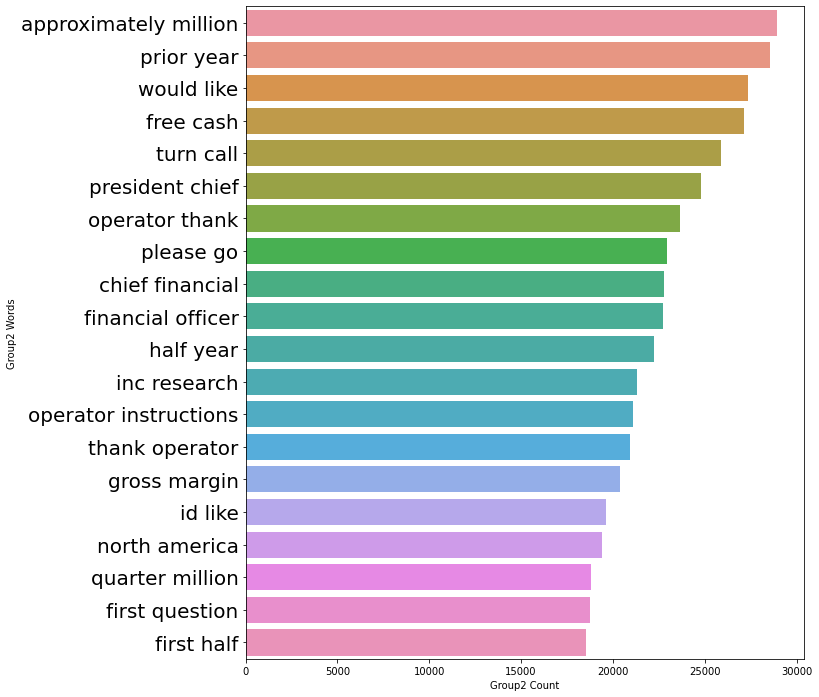 approximately million
prior year
would like
free cash
turn call
president chief
operator thank
please go
chief financial
financial officer
half year
inc research
operator instructions
thank operator
gross margin
id like
north america
quarter million
first question
first half
Group2 Words
0 5000 10000 15000 20000 25000 30000
Group2 Count